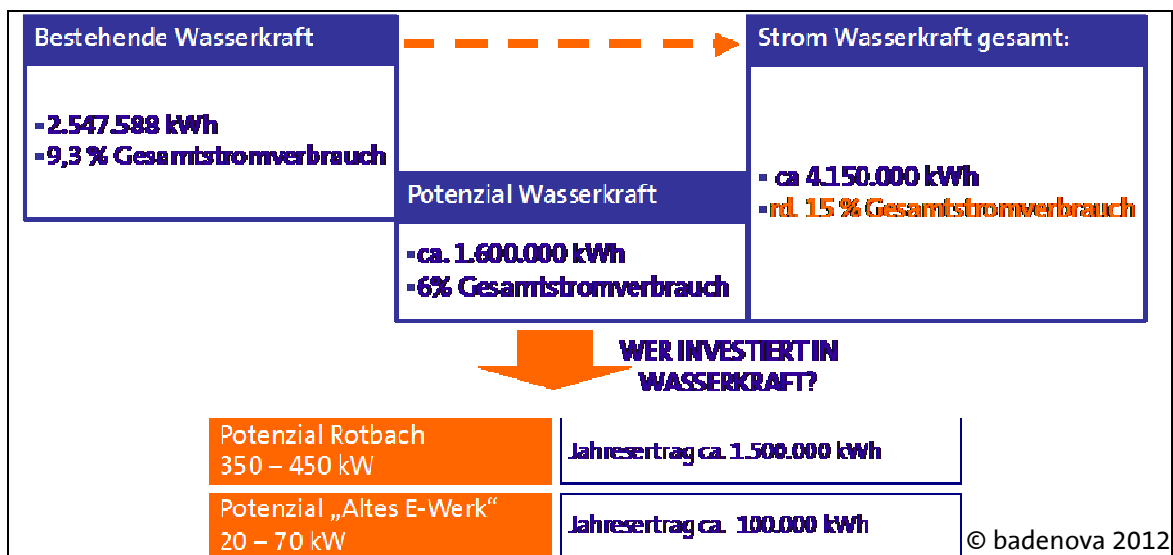 Bestehende Wasserkraft
-2.547.588 kWh
-9,3 % Gesamtstromverbrauch
Potenzial Wasserkraft
-ca. 1.600.000 kWh
-6% Gesamtstromverbrauch
Strom Wasserkraft gesamt:
- ca 4.150.000 kWh
-rd. 15 % Gesamtstromverbrauch
WER INVESTIERT IN
WASSERKRAFT?
Potenzial Rotbach
350 – 450 kW
Jahresertrag ca. 1.500.000 kWh
Potenzial „Altes E-Werk“
20 – 70 kW
Jahresertrag ca. 100.000 kWh
© badenova 2012